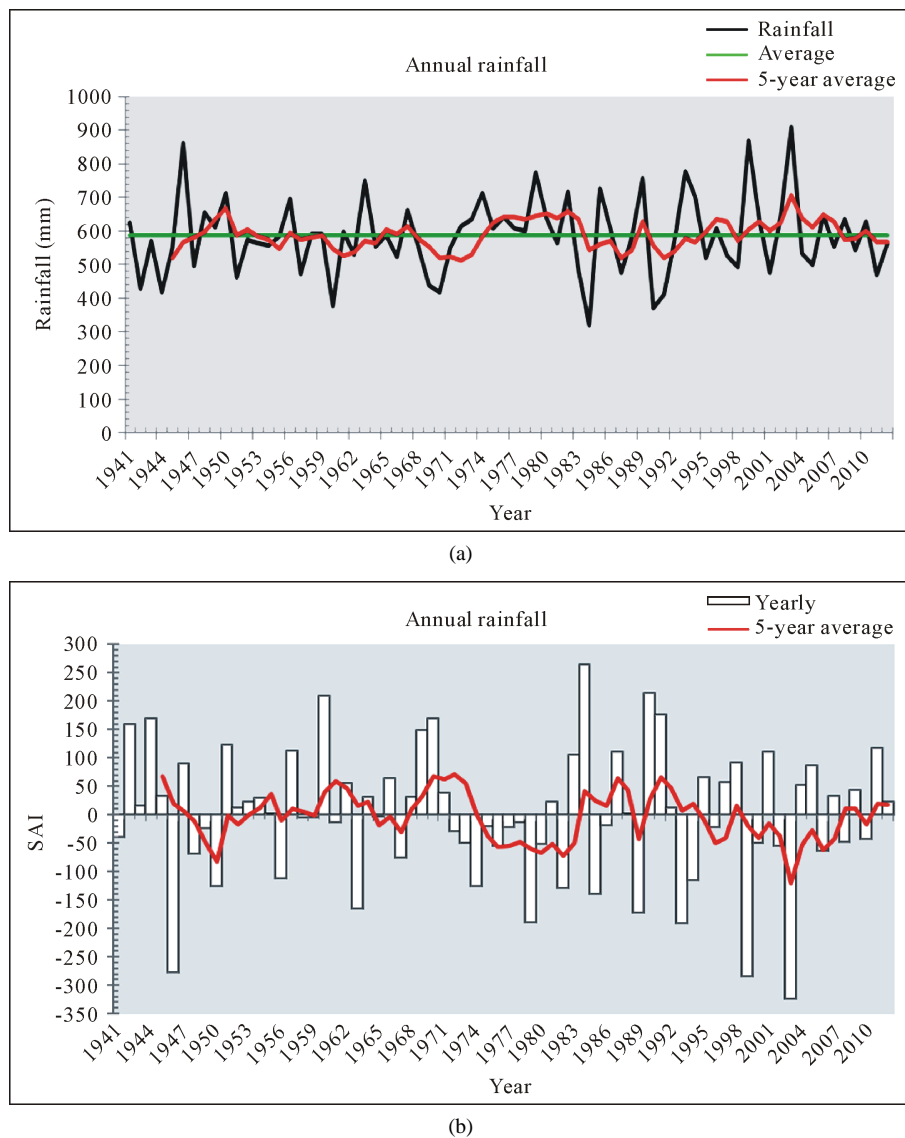 Rainfall
Average
5-year average
Annual rainfall
1000
900
800
700
600
500
400
300
200
100
0
Rainfall (mm)
1941 1944 1947 1950 1953 1956 1959 1962 1965 1968 1971 1974 1977 1980 1983 1986 1989 1992 1995 1998 2001 2004 2007 2010
Year
(a)
Yearly
5-year average
Annual rainfall
300
250
200
150
100
50
0
-50
-100
-150
-200
-250
-300
-350
SAI
1941 1944 1947 1950 1953 1956 1959 1962 1965 1968 1971 1974 1977 1980 1983 1986 1989 1992 1995 1998 2001 2004 2007 2010
Year
(b)